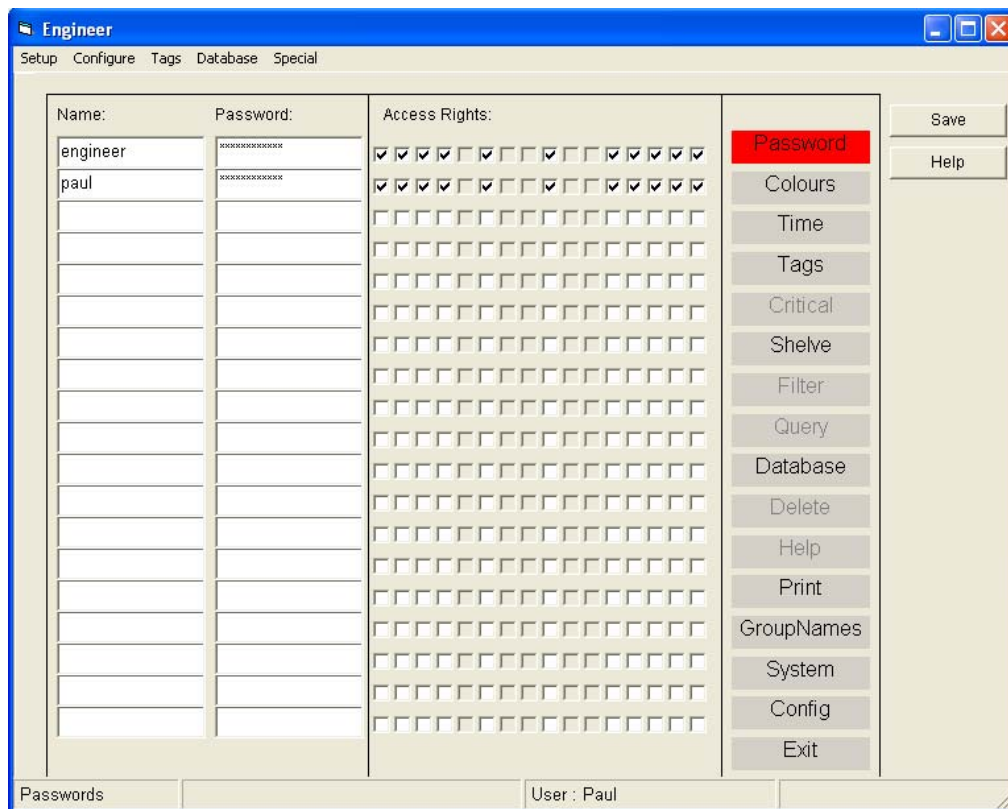 Engineer
Setup Configure Tags Database Special
Name: Password: Access Rights:
engineer ************
paul ************
Password
Colours
Time
Tags
Critical
Shelve
Filter
Query
Database
Delete
Help
Print
GroupNames
System
Config
Exit
Save
Help
Passwords User : Paul